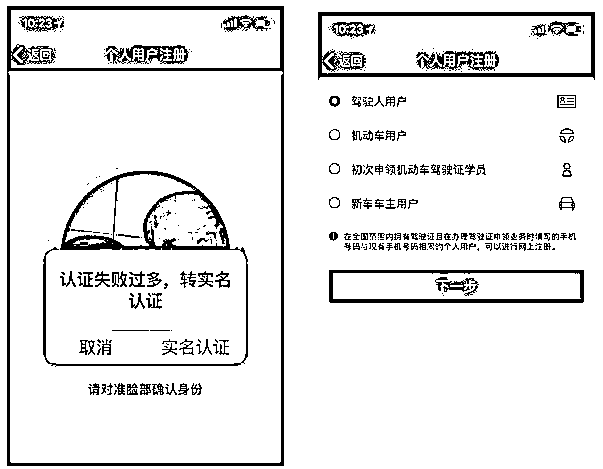 10:23
返回
个人用户注册
认证失败过多，转实名
认证
取消
实名认证
请对准脸部确认身份
10:23
返回
个人用户注册
驾驶人用户
机动车用户
初次申领机动车驾驶证学员
新车车主用户
在全国范围内拥有驾驶证且在办理驾驶证申领业务时填写的手机
号码与现有手机号码相同的个人用户，可以进行网上注册。
下一步